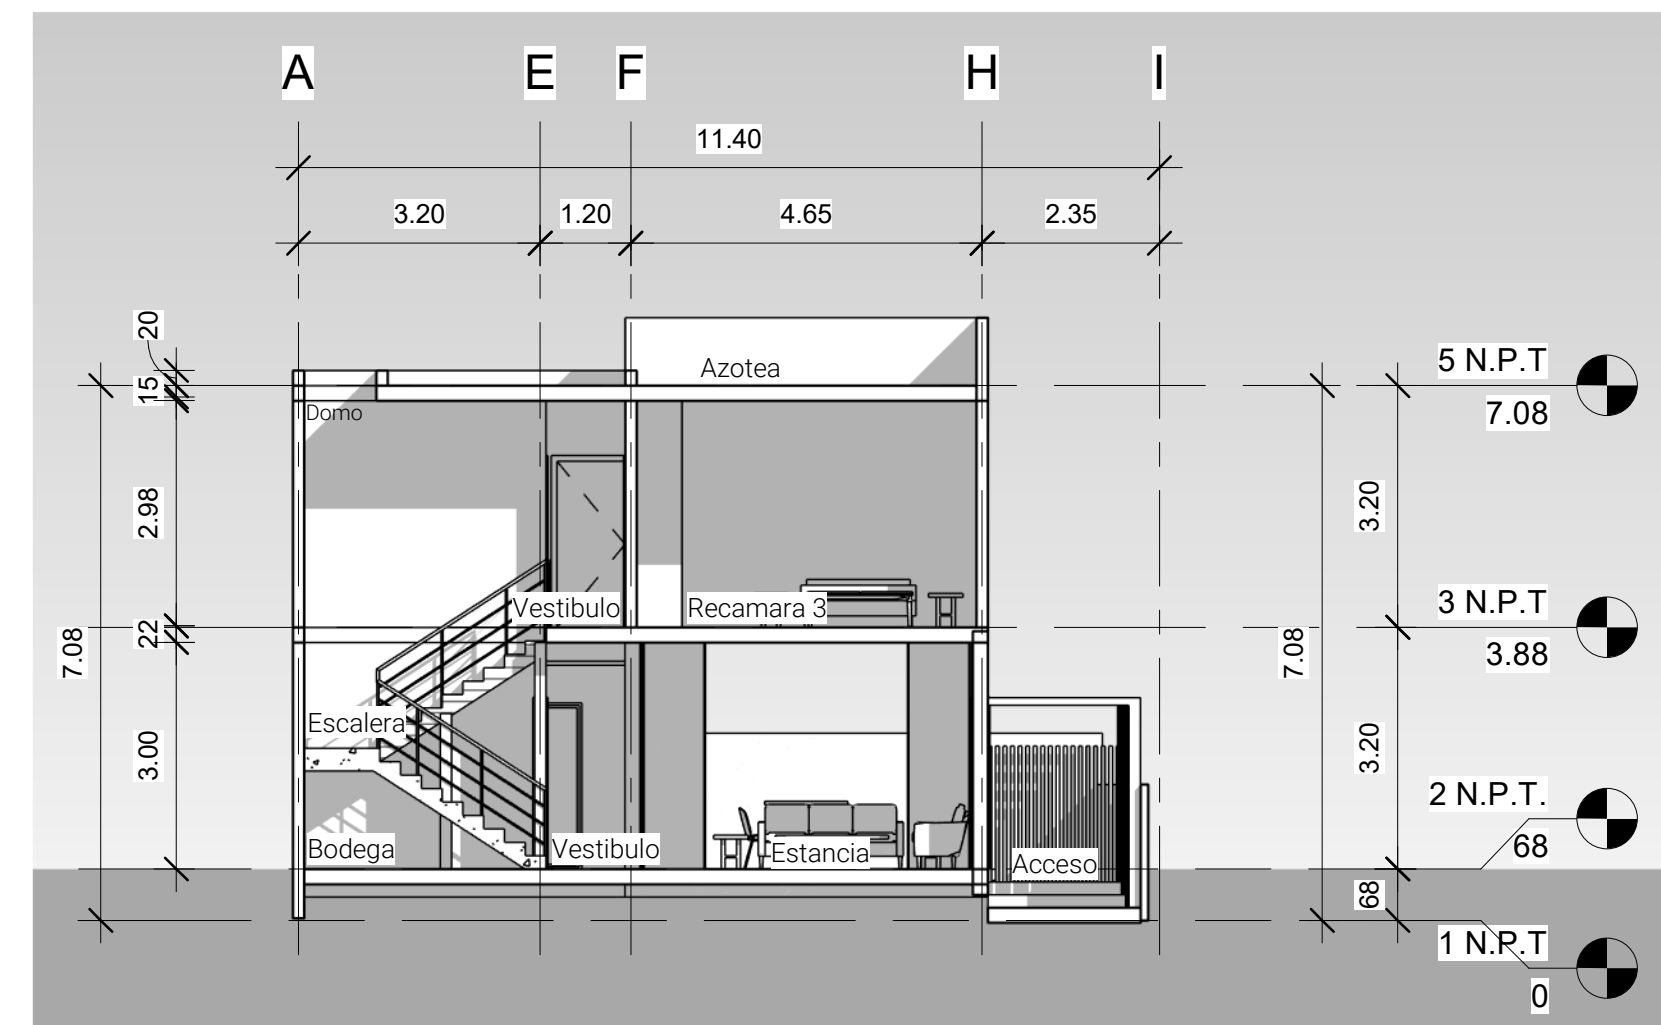 A E F H I
11.40
3.20 1.20 4.65 2.35
20
15
2.98
22
3.00
7.08
Azotea
Domo
Vestibulo
Recamara 3
Escalera
Bodega
Vestibulo
Estancia
Acceso
7.08
3.20
3.20
68
5 N.P.T
7.08
3 N.P.T
3.88
2 N.P.T.
68
1 N.P.T
0